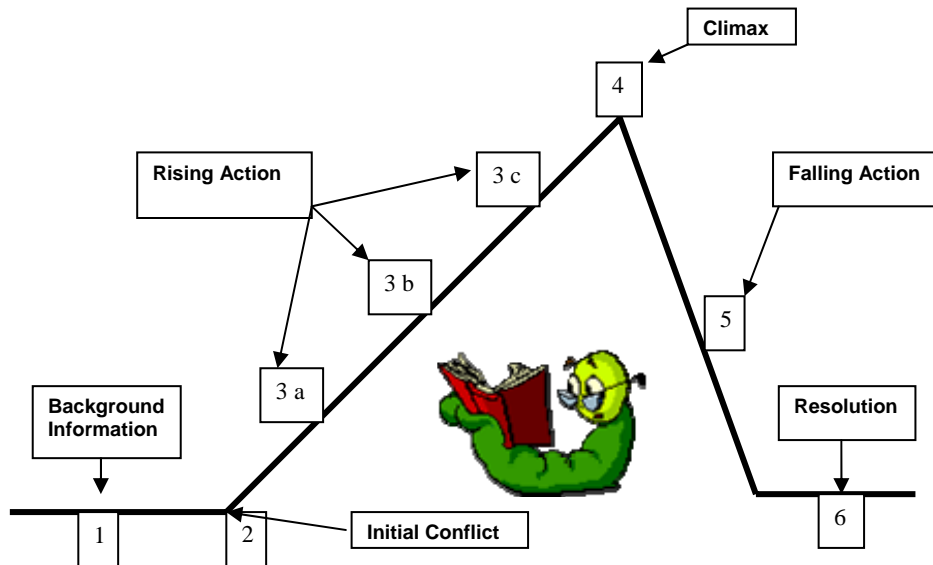 Climax
4
Rising Action
3 c
Falling Action
3 b
5
3 a
Background
Information
Resolution
1
2
Initial Conflict
6